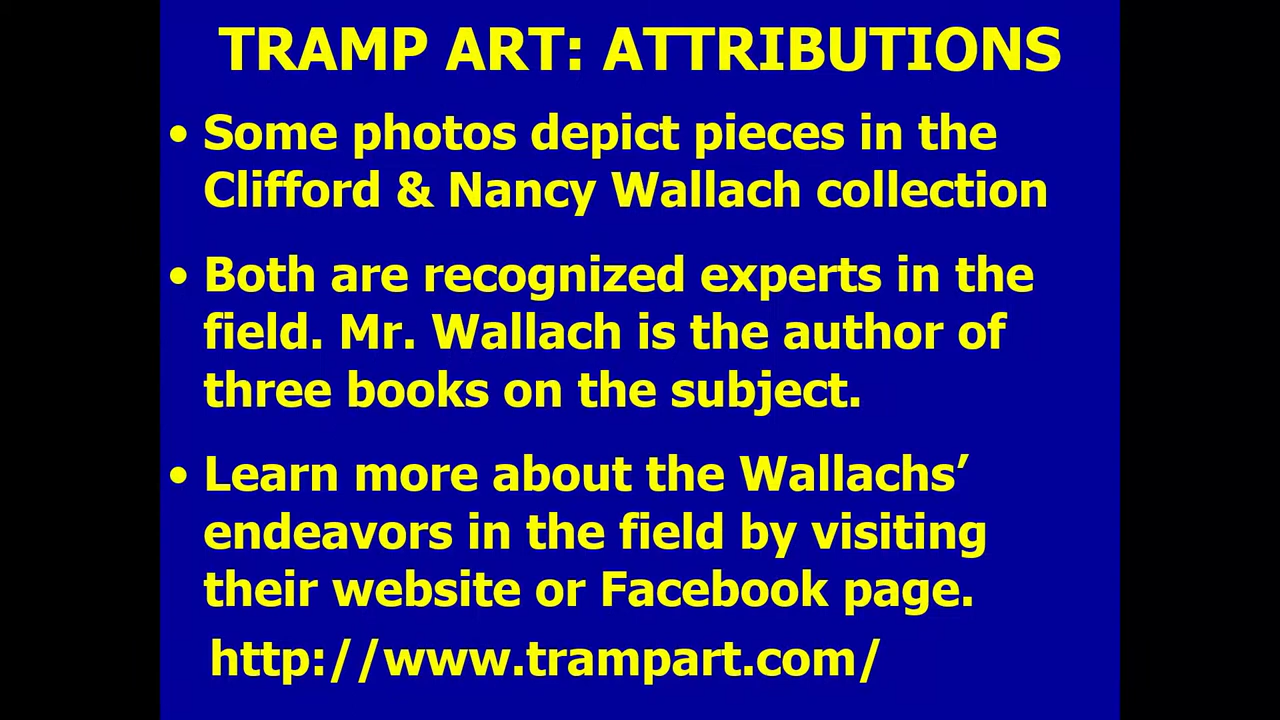 TRAMP ART: ATTRIBUTIONS
• Some photos depict pieces in the
Clifford & Nancy Wallach collection
• Both are recognized experts in the
field. Mr. Wallach is the author of
three books on the subject.
• Learn more about the Wallachs’
endeavors in the field by visiting
their website or Facebook page.
http://www.trampart.com/